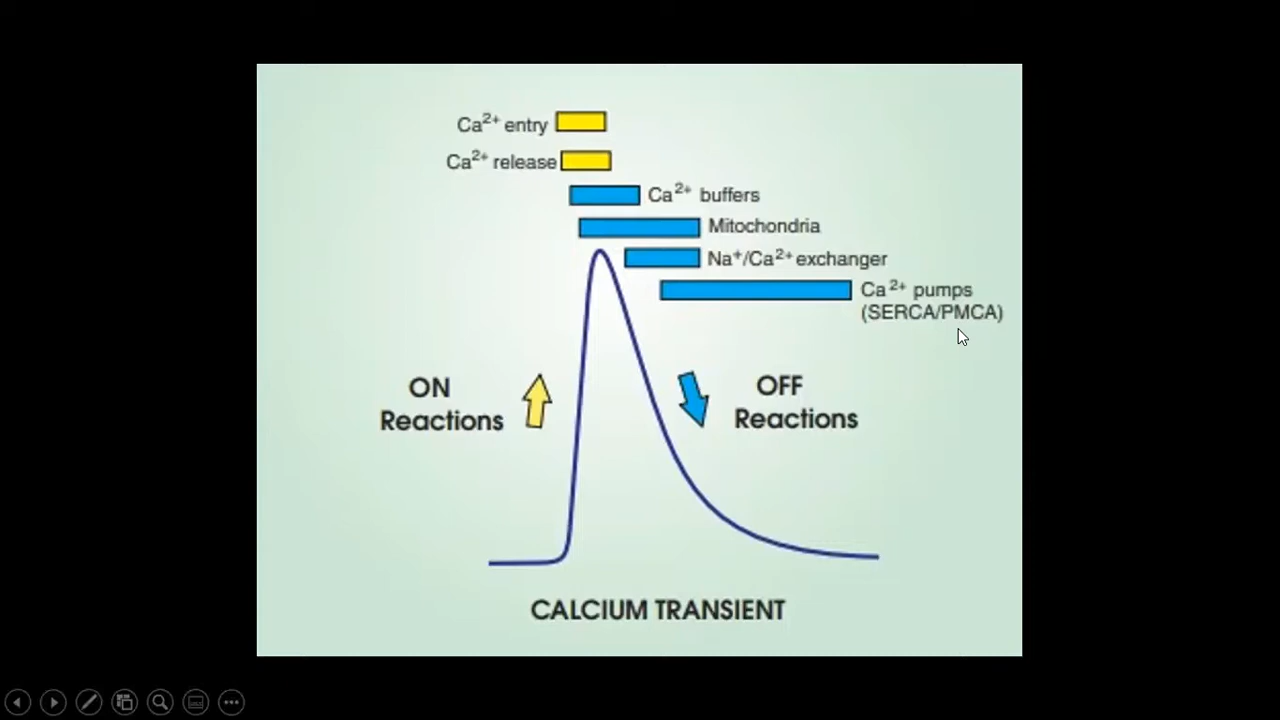 Ca²⁺ entry
Ca²⁺ release
Ca²⁺ buffers
Mitochondria
Na⁺/Ca²⁺ exchanger
Ca²⁺ pumps
(SERCA/PMCA)
ON
Reactions
OFF
Reactions
CALCIUM TRANSIENT